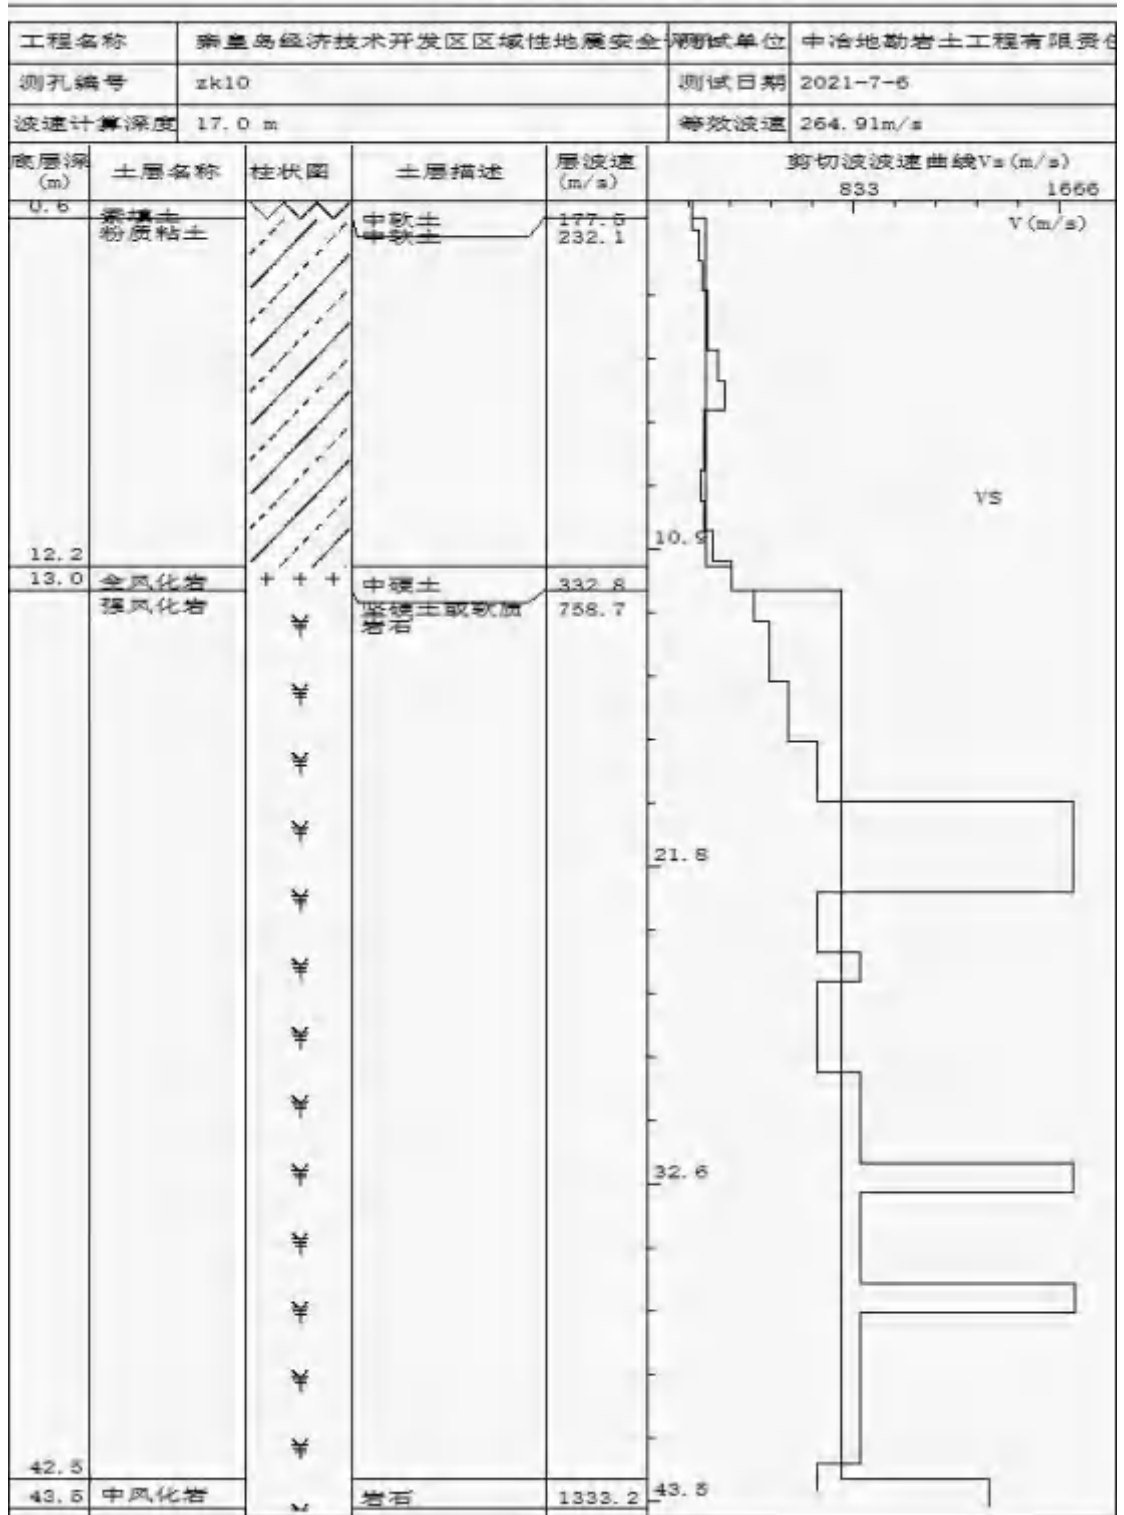 工程名称 秦皇岛经济技术开发区区域性地震安全 测试单位 中冶地勘岩土工程有限责任
测孔编号 zk10 测试日期 2021-7-6
波速计算深度 17.0 m 等效波速 264.91m/s
底层深 土层名称 柱状图 土层描述 层波速 剪切波波速曲线Vs(m/s)
(m) (m/s) 833 1666
0.6 素填土 中软土 177.5 V(m/s)
粉质粘土 中软土 232.1
VS
10.9
12.2
13.0 全风化岩 中硬土 332.8
强风化岩 坚硬土或软质 758.7
岩石
21.8
32.6
42.5
43.5 中风化岩 岩石 1333.2 43.5